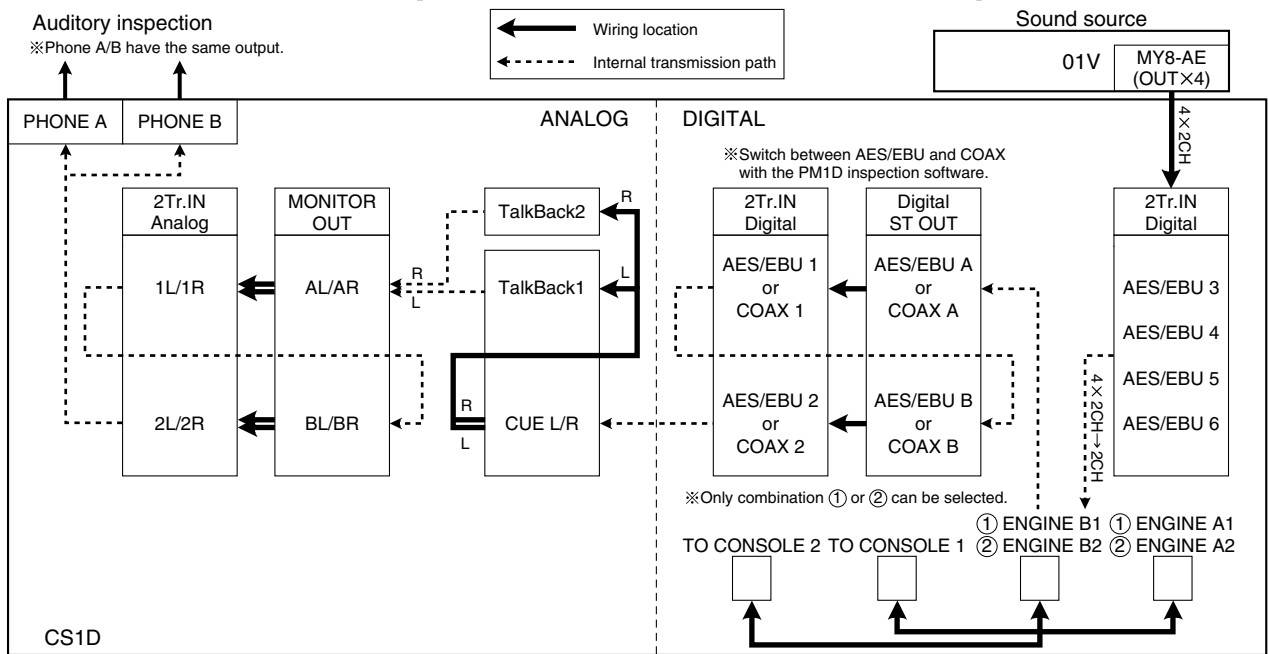 Auditory inspection
※Phone A/B have the same output.
Wiring location
Internal transmission path
Sound source
01V
MY8-AE
(OUT×4)
4×2CH
PHONE A
PHONE B
ANALOG
DIGITAL
※Switch between AES/EBU and COAX
with the PM1D inspection software.
2Tr.IN
Analog
1L/1R
2L/2R
MONITOR
OUT
AL/AR
BL/BR
R
L
TalkBack2
TalkBack1
CUE L/R
R
L
R
L
2Tr.IN
Digital
AES/EBU 1
or
COAX 1
AES/EBU 2
or
COAX 2
Digital
ST OUT
AES/EBU A
or
COAX A
AES/EBU B
or
COAX B
2Tr.IN
Digital
AES/EBU 3
AES/EBU 4
AES/EBU 5
AES/EBU 6
4×2CH→2CH
※Only combination ① or ② can be selected.
① ENGINE B1 ① ENGINE A1
TO CONSOLE 2 TO CONSOLE 1 ② ENGINE B2 ② ENGINE A2
CS1D